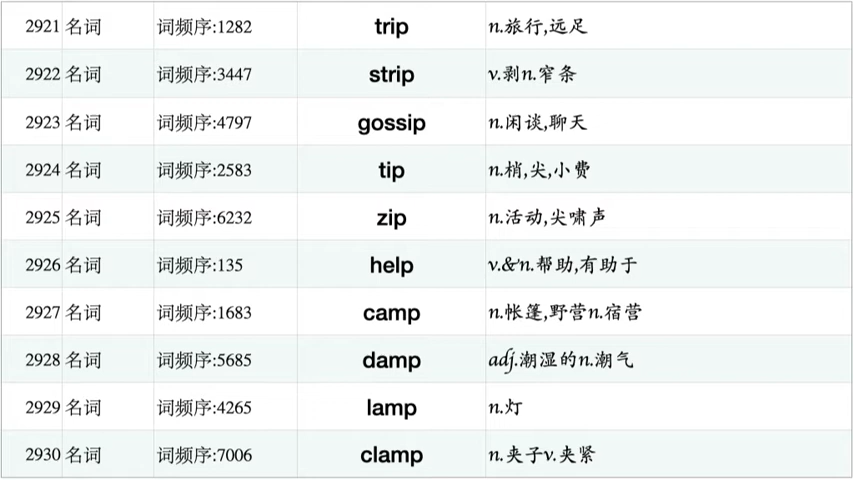 2921 名词 词频序:1282 trip n.旅行,远足
2922 名词 词频序:3447 strip v.剥n.窄条
2923 名词 词频序:4797 gossip n.闲谈,聊天
2924 名词 词频序:2583 tip n.梢,尖,小费
2925 名词 词频序:6232 zip n.活动,尖啸声
2926 名词 词频序:135 help v.&n.帮助,有助于
2927 名词 词频序:1683 camp n.帐篷,野营n.宿营
2928 名词 词频序:5685 damp adj.潮湿的n.潮气
2929 名词 词频序:4265 lamp n.灯
2930 名词 词频序:7006 clamp n.夹子v.夹紧